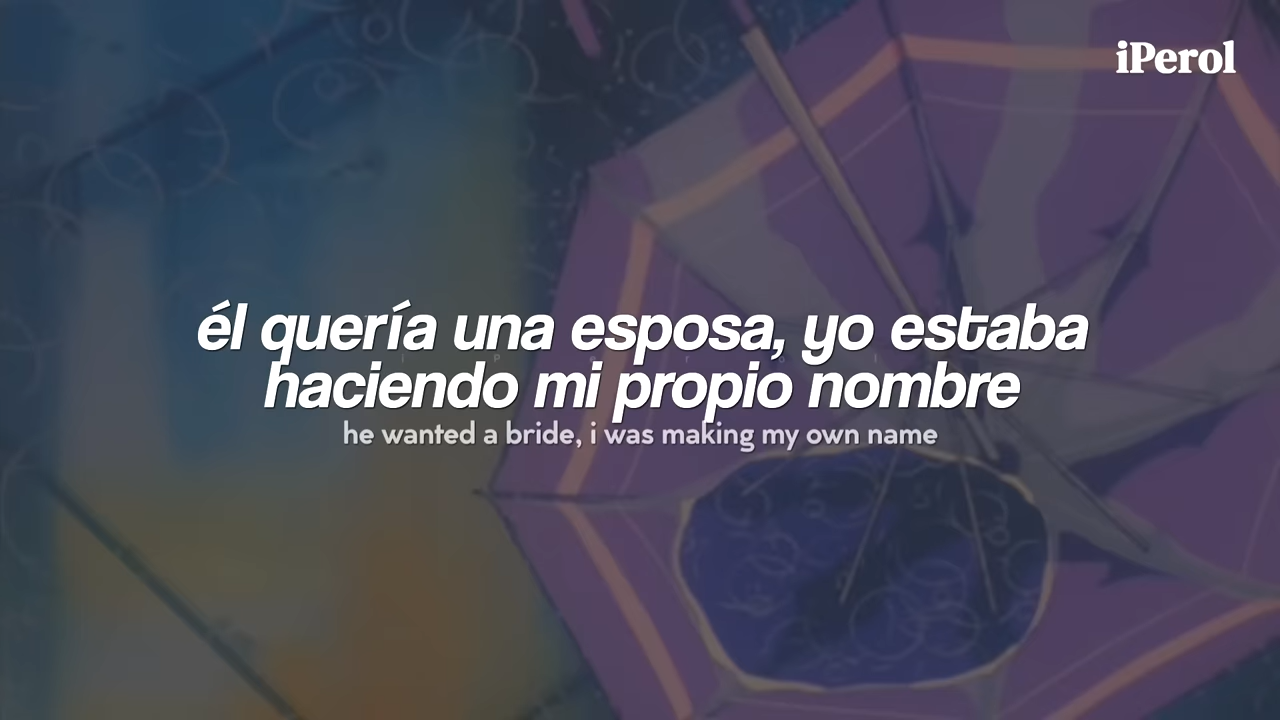 iPerol
él quería una esposa, yo estaba
haciendo mi propio nombre
he wanted a bride, i was making my own name